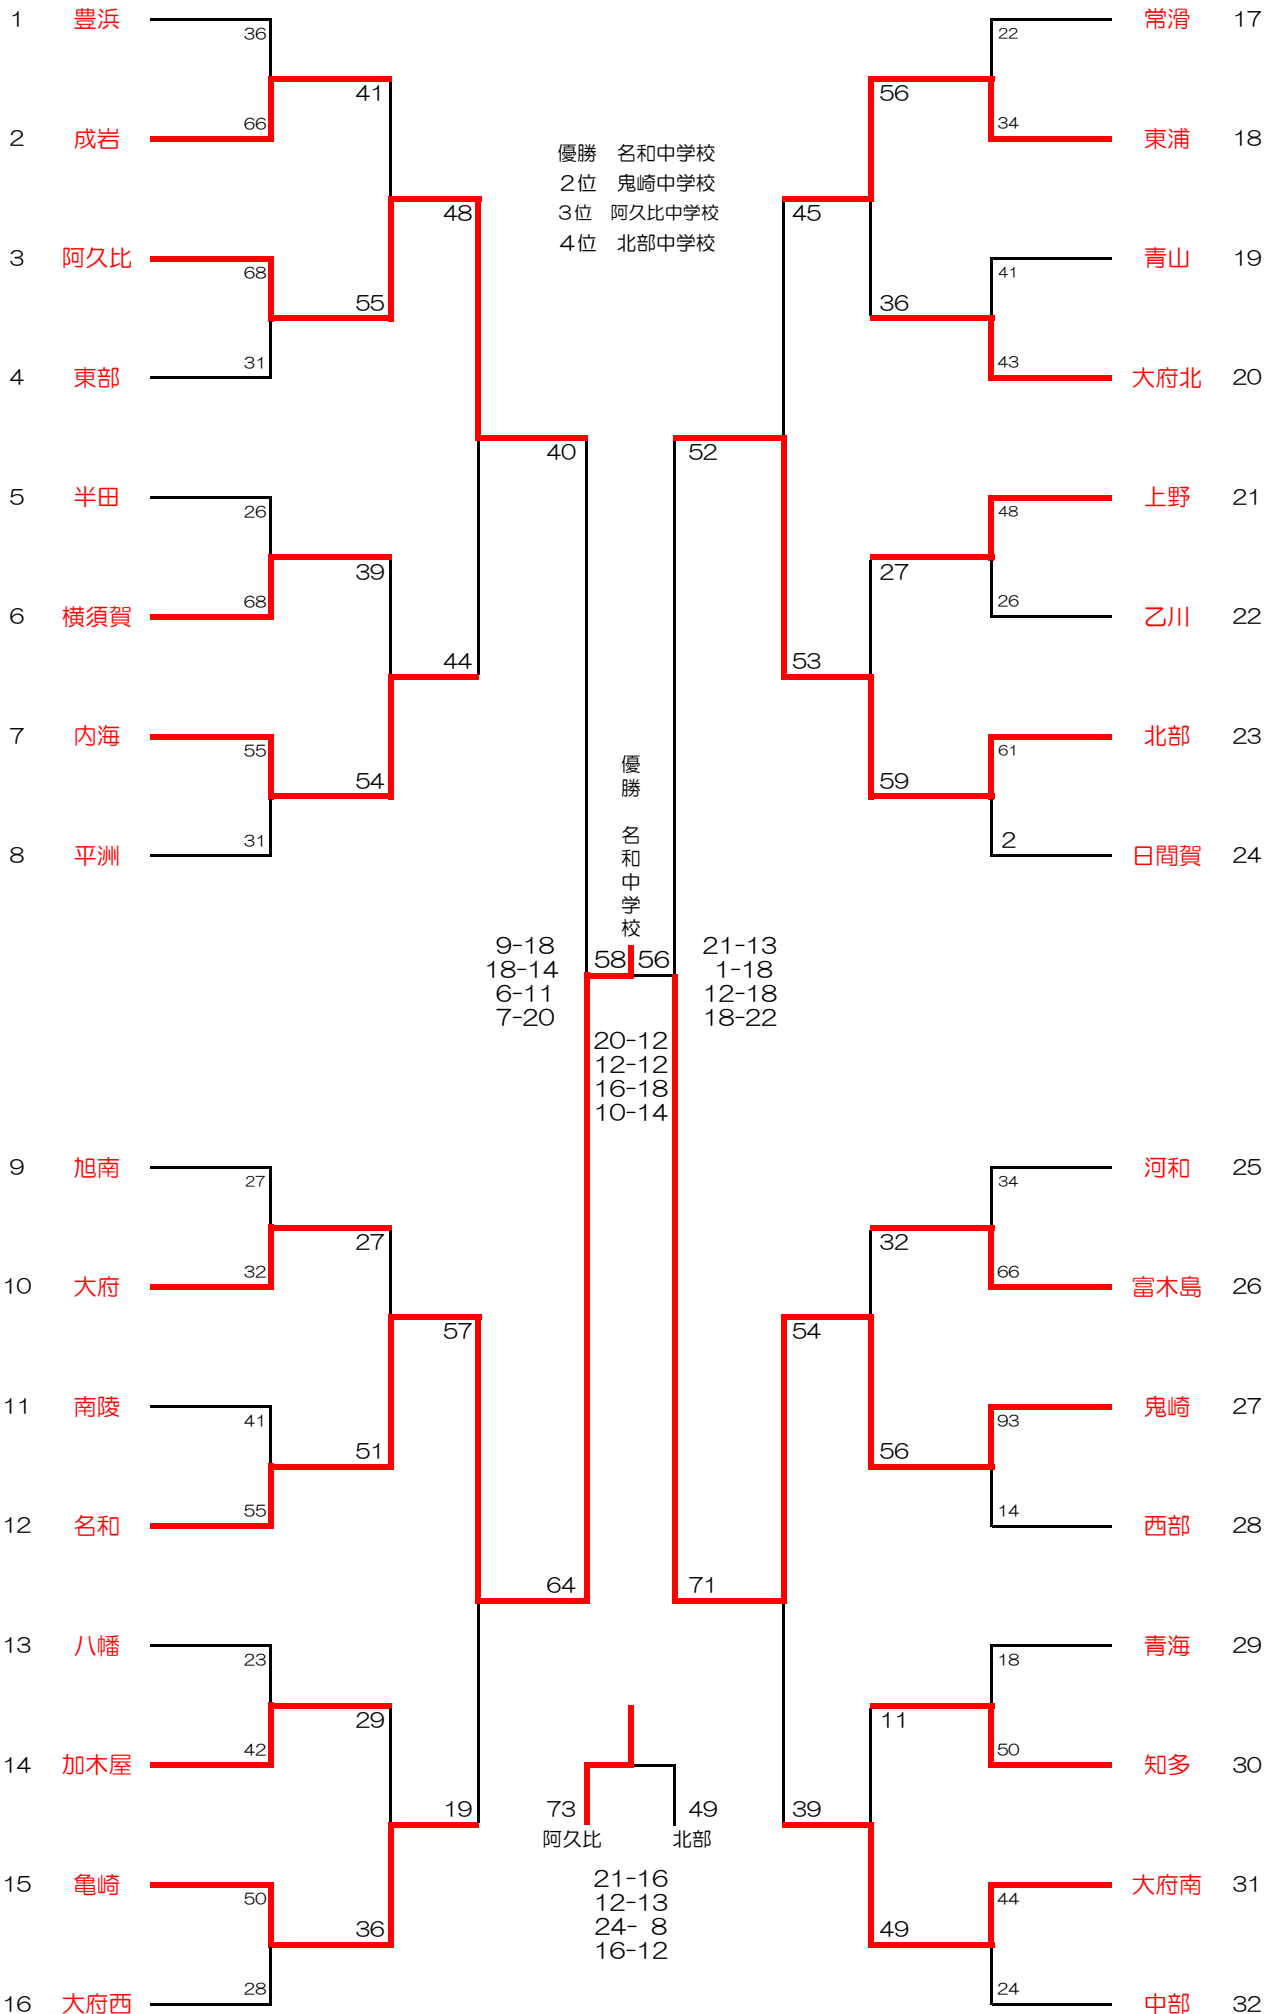 1 豊浜 36
66
2 成岩
41
3 阿久比 68
55
31
4 東部
48
5 半田 26
39
68
6 横須賀
44
7 内海 55
54
31
8 平洲
40
優勝 名和中学校
2位 鬼崎中学校
3位 阿久比中学校
4位 北部中学校
22 常滑 17
56
34 東浦 18
45
41 青山 19
36
43 大府北 20
52
48 上野 21
27
26 乙川 22
53
61 北部 23
59
2 日間賀 24
優勝 名和中学校
58 56
9-18
18-14
6-11
7-20
21-13
1-18
12-18
18-22
20-12
12-12
16-18
10-14
9 旭南 27
27
32
10 大府
57
11 南陵 41
51
55
12 名和
64
13 八幡 23
29
42
14 加木屋
19
15 亀崎 50
36
28
16 大府西
34 河和 25
32
66 富木島 26
54
93 鬼崎 27
56
14 西部 28
71
18 青海 29
11
50 知多 30
39
44 大府南 31
49
24 中部 32
73 49
阿久比 北部
21-16
12-13
24- 8
16-12